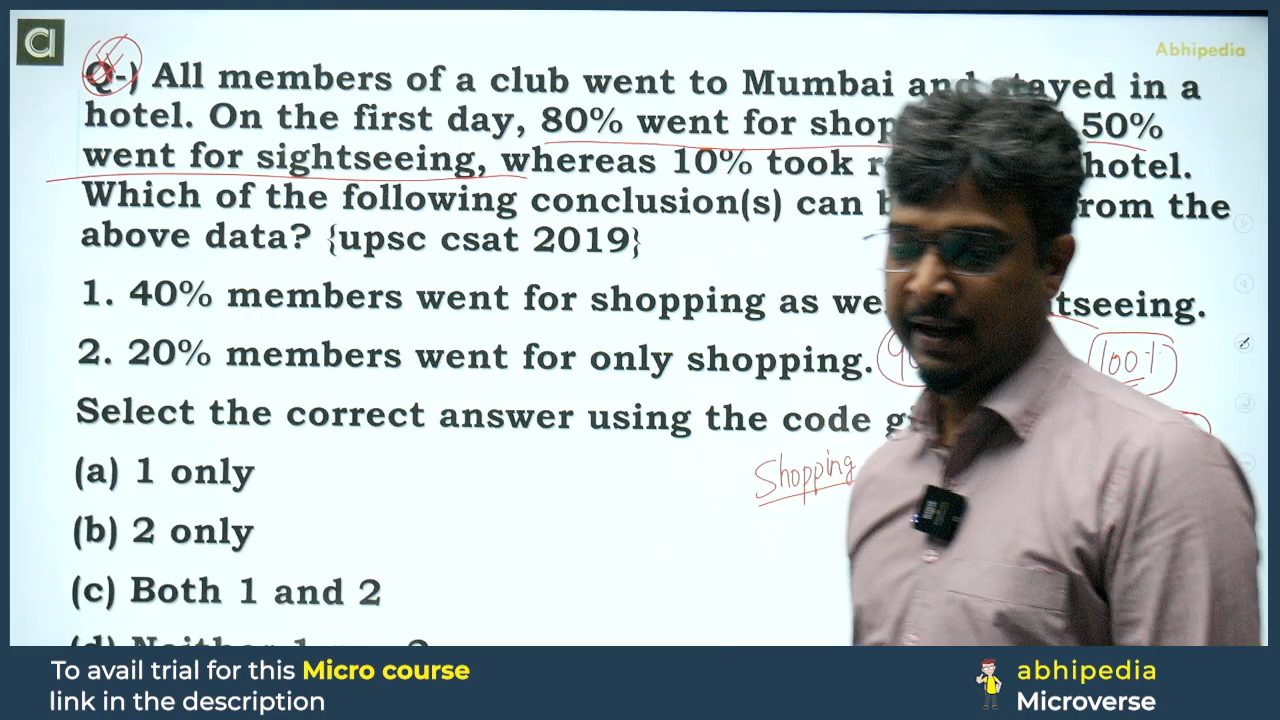 Abhipedia
Q-) All members of a club went to Mumbai and stayed in a
hotel. On the first day, 80% went for 50%
went for sightseeing, whereas 10% took hotel.
Which of the following conclusion(s) can the
above data? {upsc csat 2019}
1. 40% members went for shopping as
2. 20% members went for only shopping.
100%
Select the correct answer using the code
Shopping
(a) 1 only
(b) 2 only
(c) Both 1 and 2
(d)
To avail trial for this Micro course
link in the description
abhipedia
Microverse